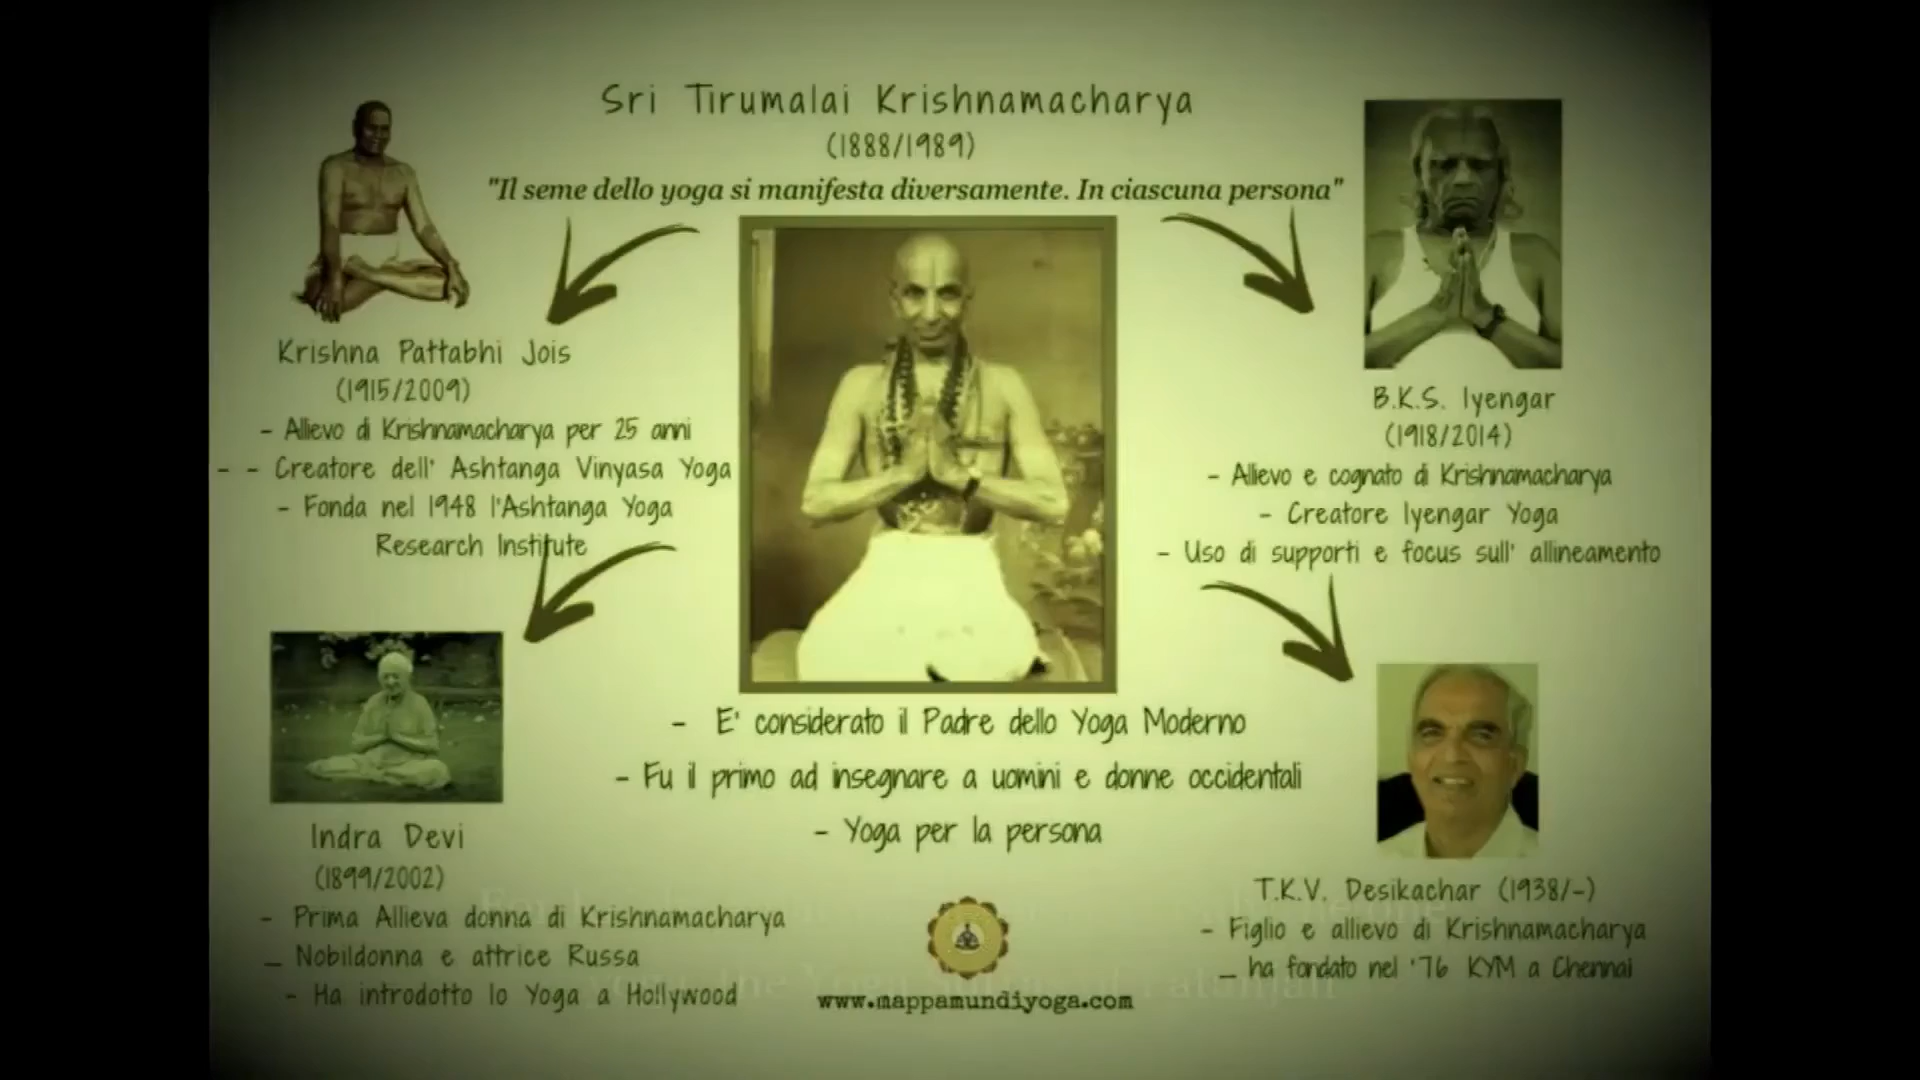 Sri Tirumalai Krishnamacharya
(1888/1989)
"Il seme dello yoga si manifesta diversamente. In ciascuna persona"
Krishna Pattabhi Jois
(1915/2009)
- Allievo di Krishnamacharya per 25 anni
- - Creatore dell' Ashtanga Vinyasa Yoga
- Fonda nel 1948 l'Ashtanga Yoga
Research Institute
B.K.S. Iyengar
(1918/2014)
- Allievo e cognato di Krishnamacharya
- Creatore Iyengar Yoga
- Uso di supporti e focus sull' allineamento
- E' considerato il Padre dello Yoga Moderno
- Fu il primo ad insegnare a uomini e donne occidentali
- Yoga per la persona
Indra Devi
(1899/2002)
- Prima Allieva donna di Krishnamacharya
_ Nobildonna e attrice Russa
- Ha introdotto lo Yoga a Hollywood
T.K.V. Desikachar (1938/-)
- Figlio e allievo di Krishnamacharya
_ ha fondato nel '76 KYM a Chennai
www.mappamundiyoga.com